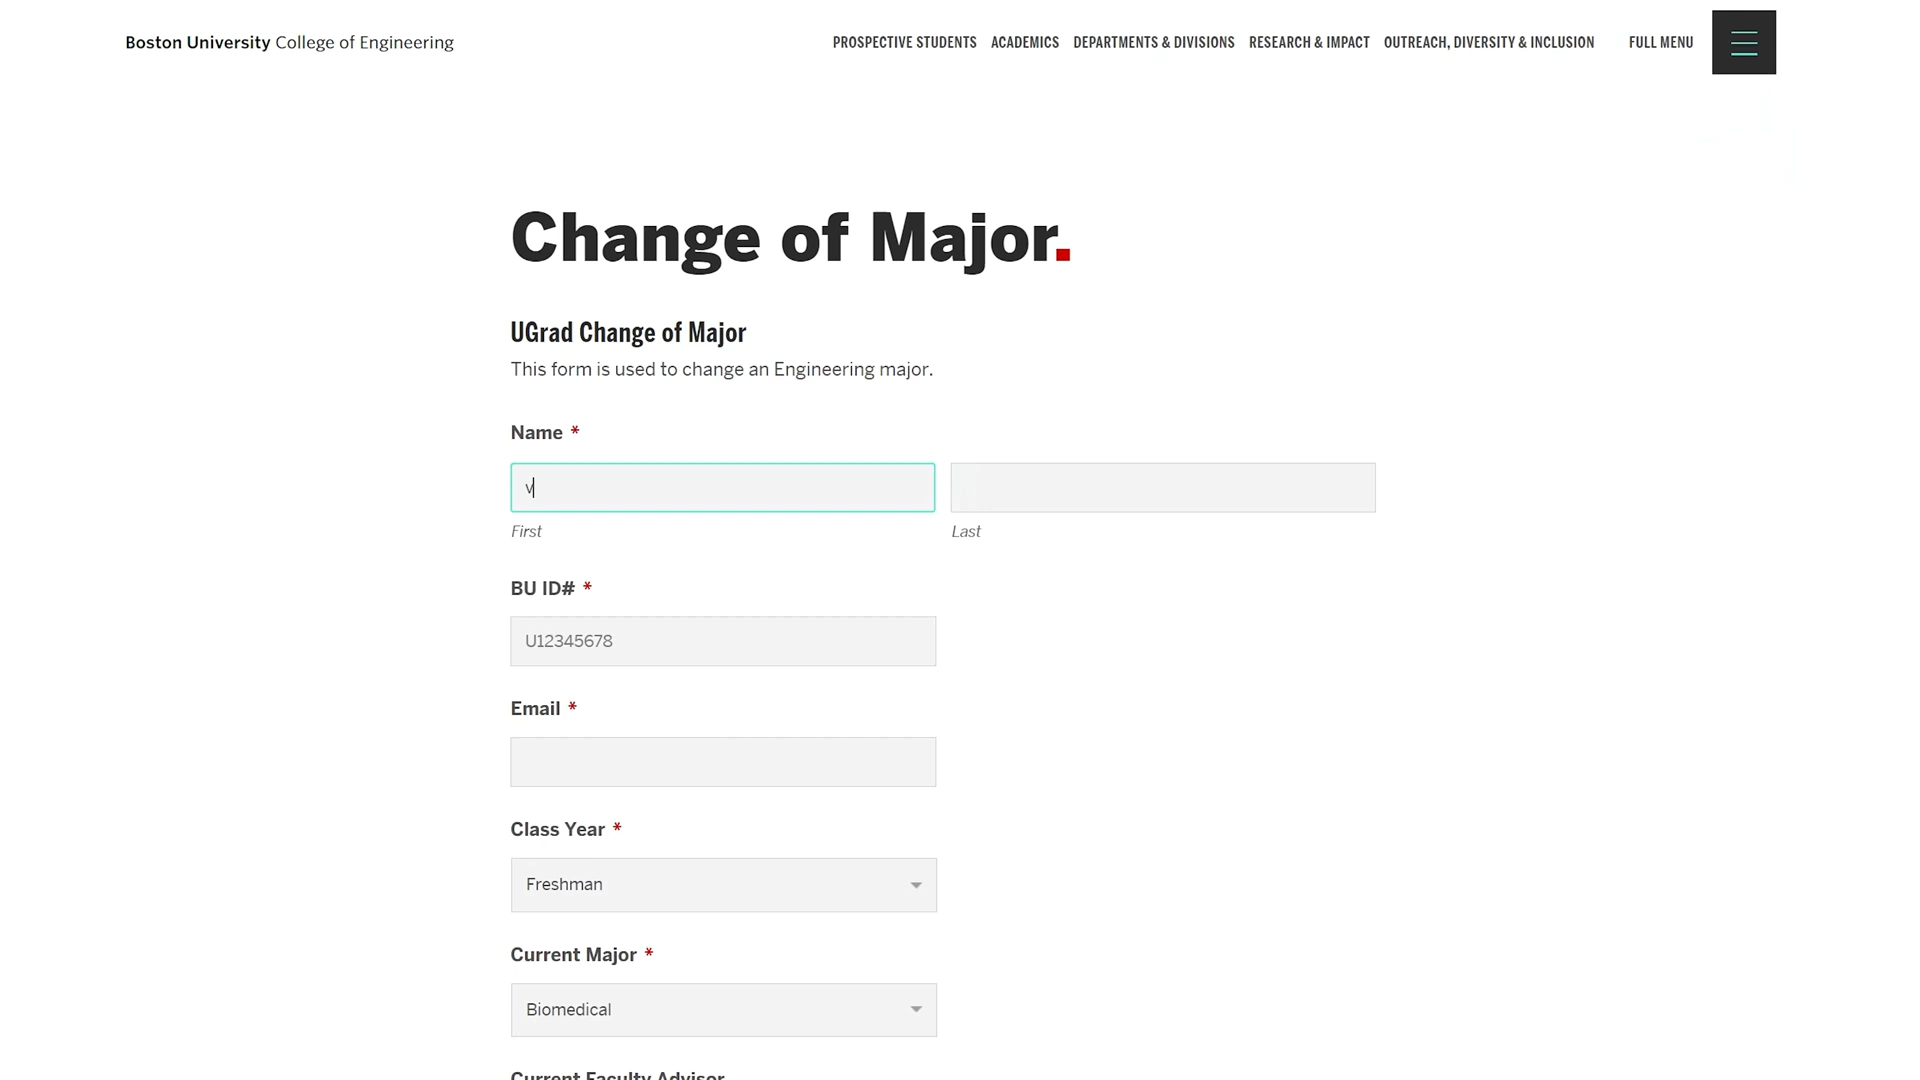 Boston University College of Engineering
PROSPECTIVE STUDENTS ACADEMICS DEPARTMENTS & DIVISIONS RESEARCH & IMPACT OUTREACH, DIVERSITY & INCLUSION FULL MENU
Change of Major.
UGrad Change of Major
This form is used to change an Engineering major.
Name *
v
First Last
BU ID# *
U12345678
Email *
Class Year *
Freshman
Current Major *
Biomedical
Current Faculty Advisor